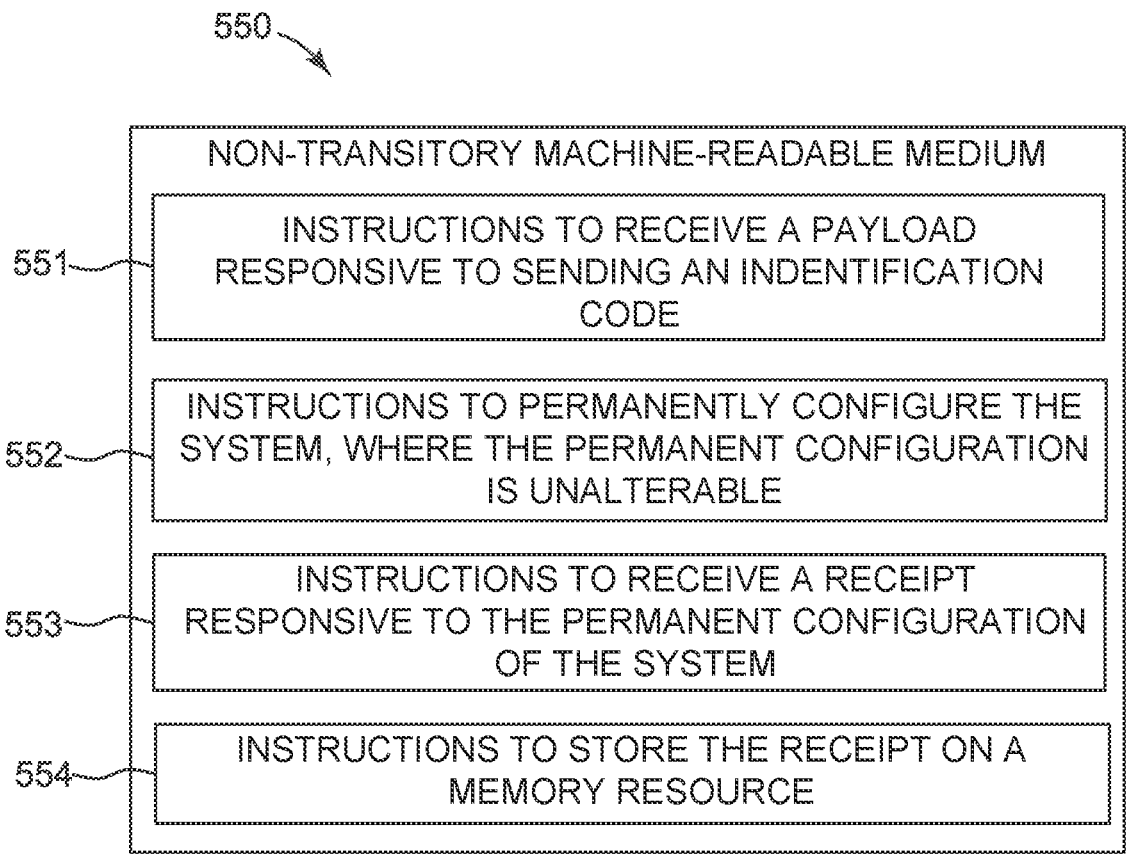 550
NON-TRANSITORY MACHINE-READABLE MEDIUM
551
INSTRUCTIONS TO RECEIVE A PAYLOAD
RESPONSIVE TO SENDING AN INDENTIFICATION
CODE
552
INSTRUCTIONS TO PERMANENTLY CONFIGURE THE
SYSTEM, WHERE THE PERMANENT CONFIGURATION
IS UNALTERABLE
553
INSTRUCTIONS TO RECEIVE A RECEIPT
RESPONSIVE TO THE PERMANENT CONFIGURATION
OF THE SYSTEM
554
INSTRUCTIONS TO STORE THE RECEIPT ON A
MEMORY RESOURCE